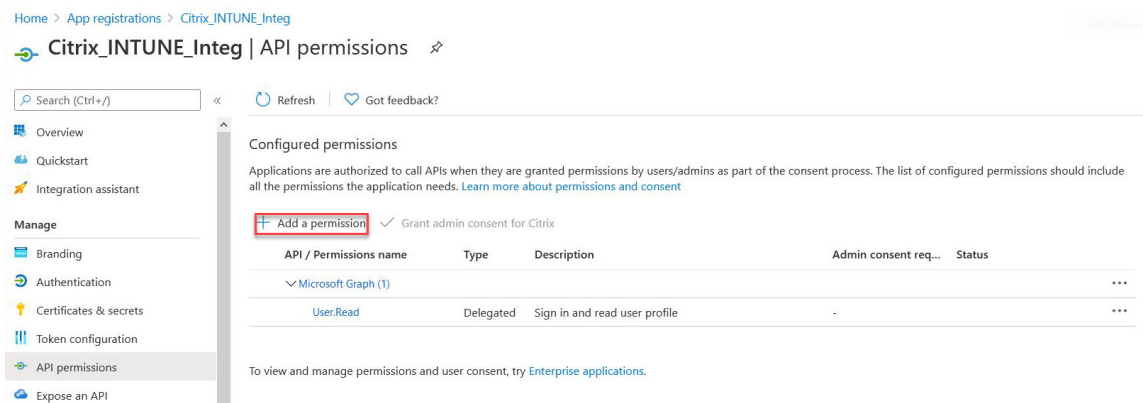 Home > App registrations > Citrix_INTUNE_Integ
Citrix_INTUNE_Integ | API permissions
Search (Ctrl+/)
«
Refresh
Got feedback?
Overview
Quickstart
Integration assistant
Manage
Branding
Authentication
Certificates & secrets
Token configuration
API permissions
Expose an API
Configured permissions
Applications are authorized to call APIs when they are granted permissions by users/admins as part of the consent process. The list of configured permissions should include
all the permissions the application needs. Learn more about permissions and consent
+ Add a permission ✓ Grant admin consent for Citrix
API / Permissions name Type Description Admin consent req... Status
Microsoft Graph (1) ...
User.Read Delegated Sign in and read user profile - ...
To view and manage permissions and user consent, try Enterprise applications.